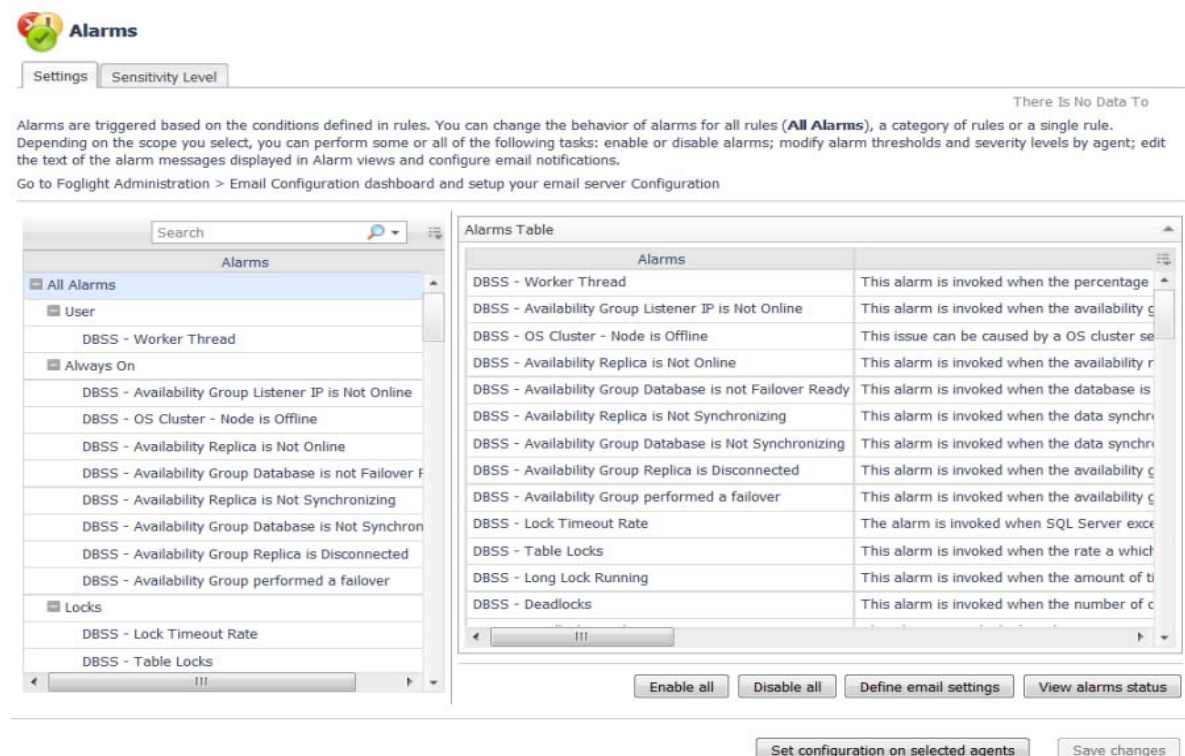 Alarms
Settings
Sensitivity Level
There Is No Data To
Alarms are triggered based on the conditions defined in rules. You can change the behavior of alarms for all rules (All Alarms), a category of rules or a single rule.
Depending on the scope you select, you can perform some or all of the following tasks: enable or disable alarms; modify alarm thresholds and severity levels by agent; edit
the text of the alarm messages displayed in Alarm views and configure email notifications.
Go to Foglight Administration > Email Configuration dashboard and setup your email server Configuration
Search
Alarms
All Alarms
User
DBSS - Worker Thread
Always On
DBSS - Availability Group Listener IP is Not Online
DBSS - OS Cluster - Node is Offline
DBSS - Availability Replica is Not Online
DBSS - Availability Group Database is not Failover
DBSS - Availability Replica is Not Synchronizing
DBSS - Availability Group Database is Not Synchron
DBSS - Availability Group Replica is Disconnected
DBSS - Availability Group performed a failover
Locks
DBSS - Lock Timeout Rate
DBSS - Table Locks
Alarms Table
Alarms
DBSS - Worker Thread This alarm is invoked when the percentage
DBSS - Availability Group Listener IP is Not Online This alarm is invoked when the availability
DBSS - OS Cluster - Node is Offline This issue can be caused by a OS cluster se
DBSS - Availability Replica is Not Online This alarm is invoked when the availability
DBSS - Availability Group Database is not Failover Ready This alarm is invoked when the database is
DBSS - Availability Replica is Not Synchronizing This alarm is invoked when the data synchr
DBSS - Availability Group Database is Not Synchronizing This alarm is invoked when the data synchr
DBSS - Availability Group Replica is Disconnected This alarm is invoked when the availability
DBSS - Availability Group performed a failover This alarm is invoked when the availability
DBSS - Lock Timeout Rate The alarm is invoked when SQL Server exce
DBSS - Table Locks This alarm is invoked when the rate a which
DBSS - Long Lock Running This alarm is invoked when the amount of ti
DBSS - Deadlocks This alarm is invoked when the number of
Enable all
Disable all
Define email settings
View alarms status
Set configuration on selected agents
Save changes